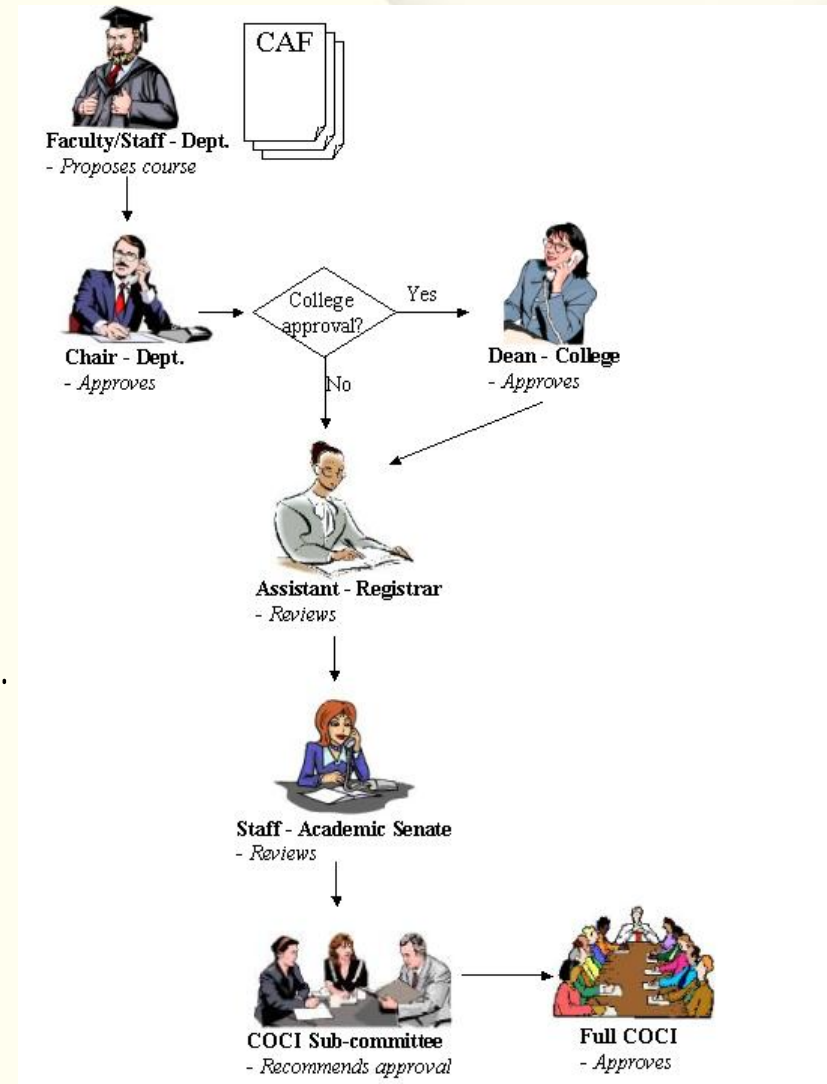 CAF
Faculty/Staff - Dept.
- Proposes course
College
approval?
Yes
Chair - Dept.
- Approves
Dean - College
- Approves
No
Assistant - Registrar
- Reviews
.
Staff - Academic Senate
- Reviews
COCI Sub-committee
- Recommends approval
Full COCI
- Approves